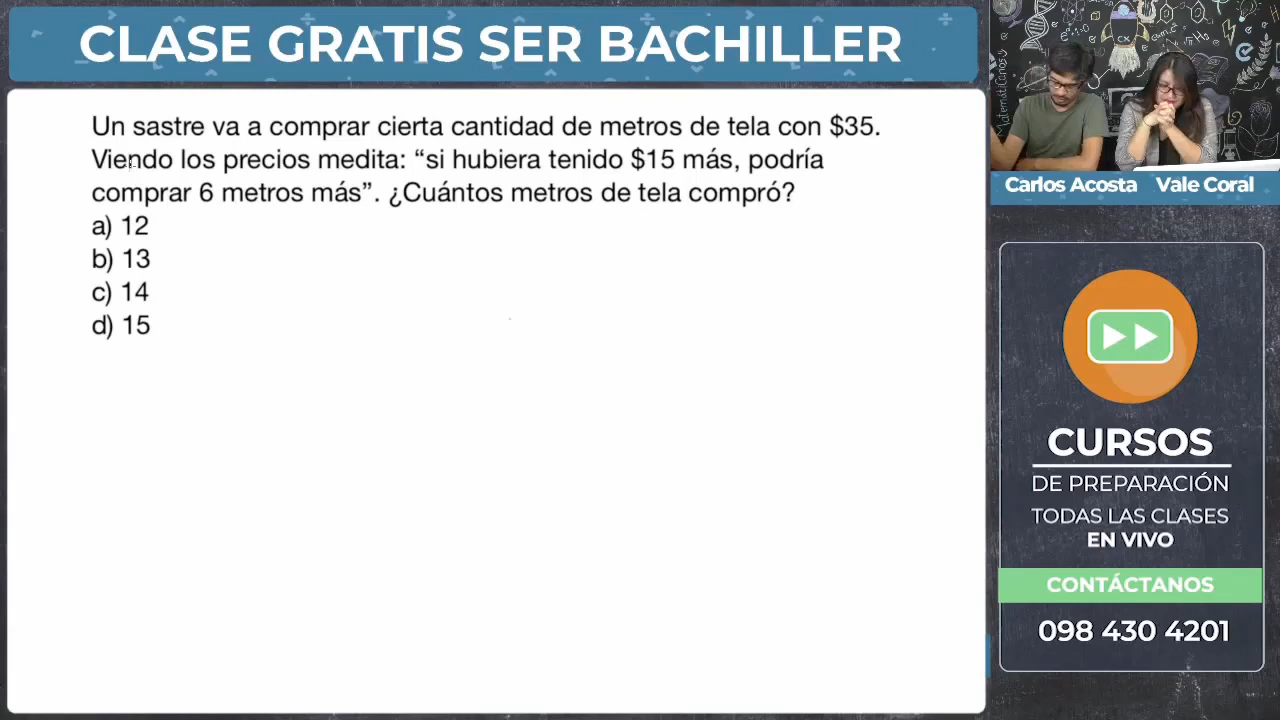 CLASE GRATIS SER BACHILLER
Un sastre va a comprar cierta cantidad de metros de tela con $35.
Viendo los precios medita: “si hubiera tenido $15 más, podría
comprar 6 metros más”. ¿Cuántos metros de tela compró?
a) 12
b) 13
c) 14
d) 15
Carlos Acosta Vale Coral
CURSOS
DE PREPARACIÓN
TODAS LAS CLASES
EN VIVO
CONTÁCTANOS
098 430 4201